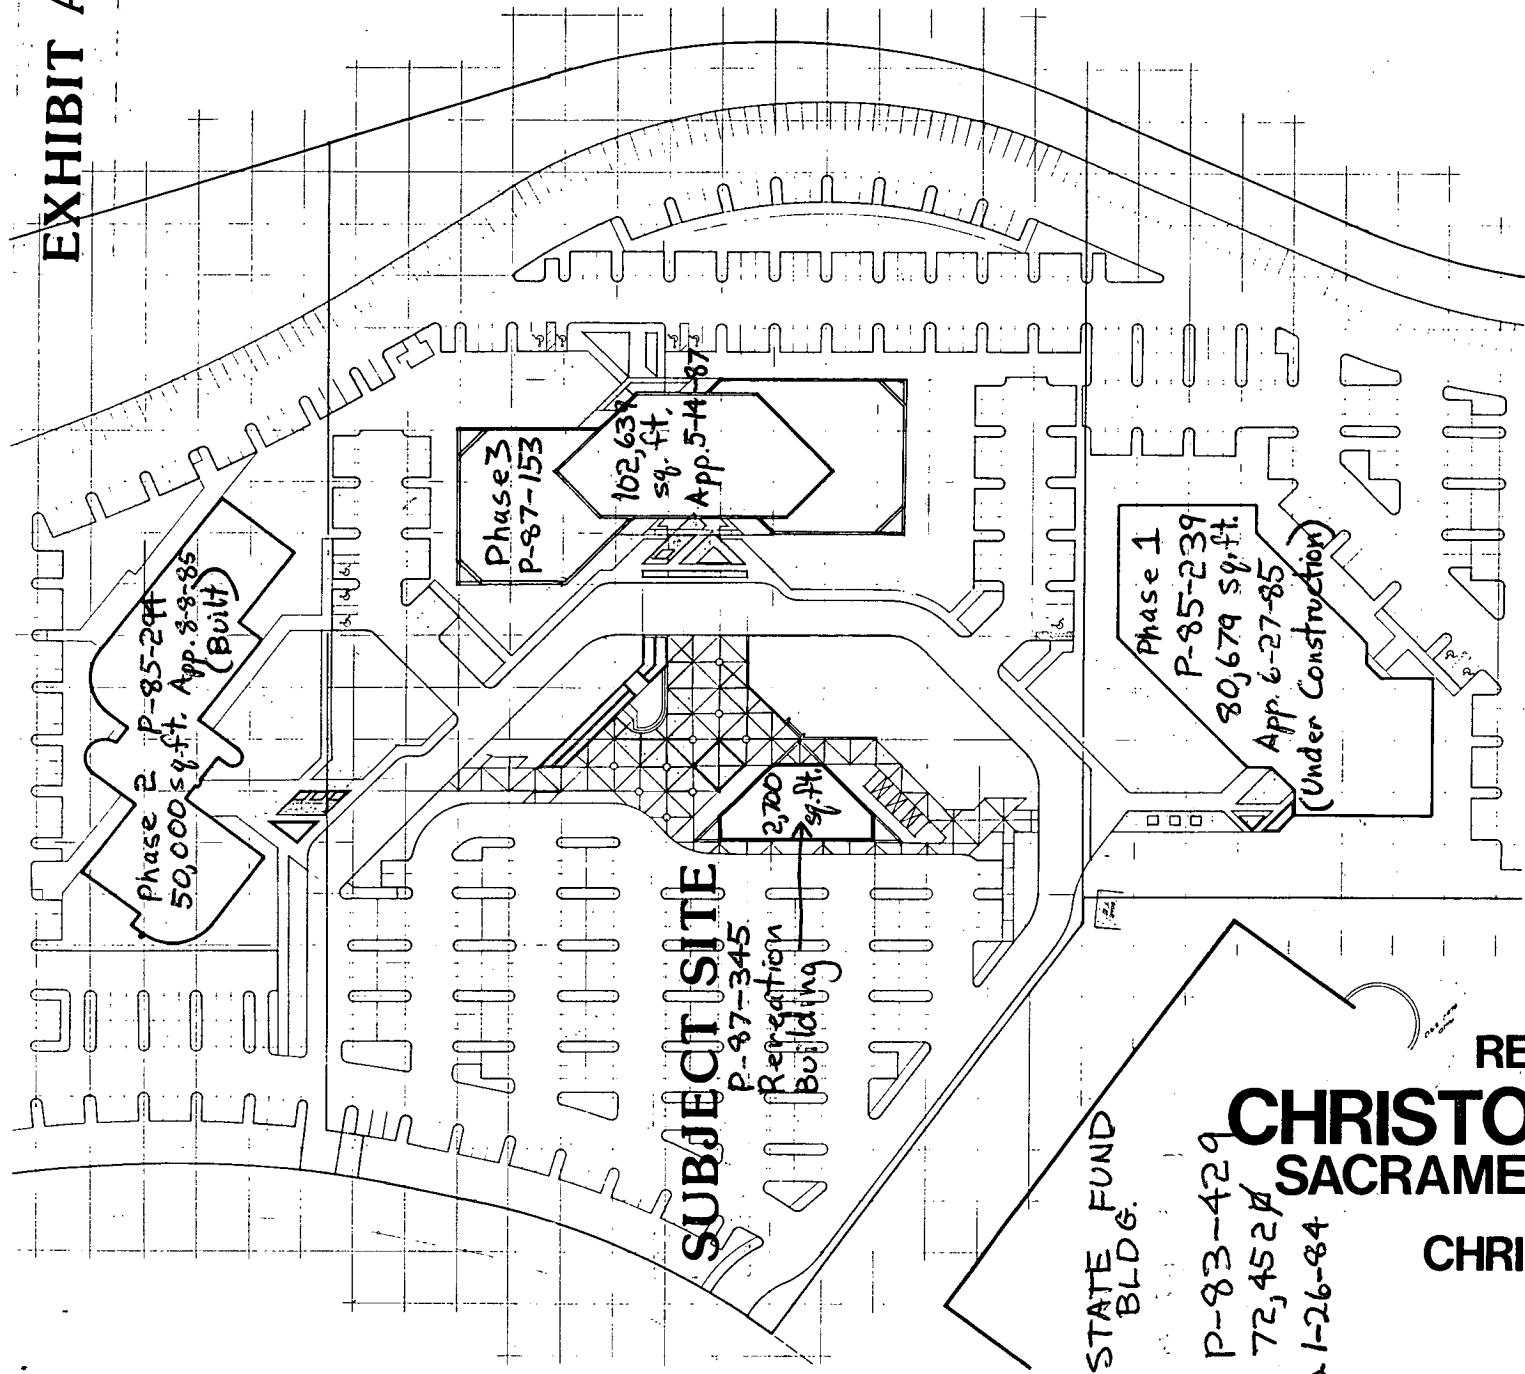 EXHIBIT A
Phase 2 P-85-244
50,000 sq.ft. App. 8-8-85
(Built)
Phase 3
P-87-153
102,639
sq. ft.
App. 5-14-87
Phase 1
P-85-239
80,679 sq.ft.
App. 6-27-85
(Under Construction)
2,700
sq.ft.
SUBJECT SITE
P-87-345
Rereation
Building
STATE FUND
BLDG.
P-83-429
72,452
1-26-84
RE
CHRISTO
SACRAME
CHRI